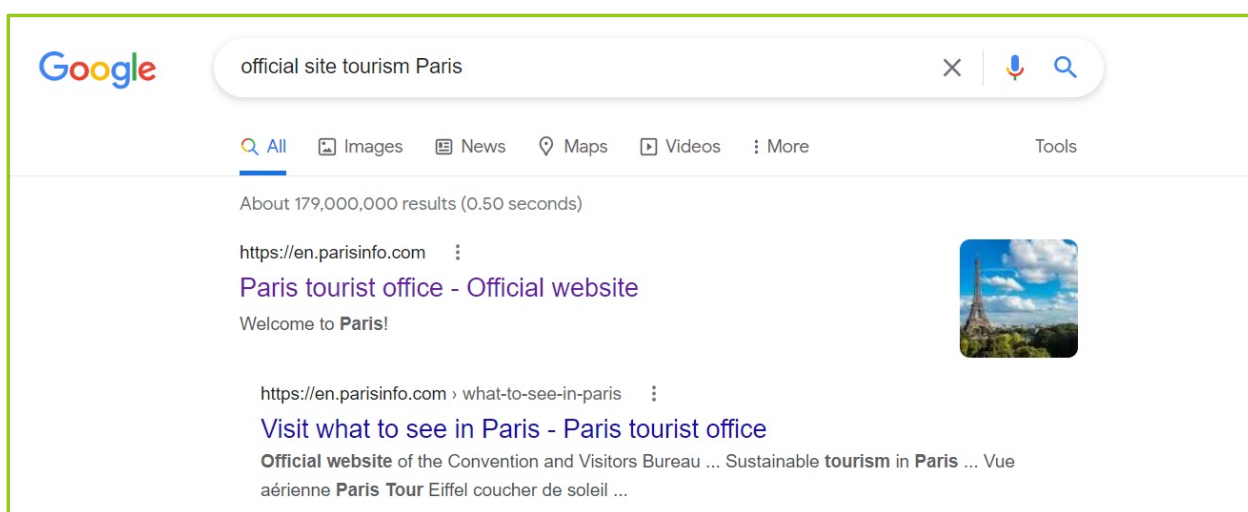 Google
official site tourism Paris
All Images News Maps Videos More Tools
About 179,000,000 results (0.50 seconds)
https://en.parisinfo.com
Paris tourist office - Official website
Welcome to Paris!
https://en.parisinfo.com › what-to-see-in-paris
Visit what to see in Paris - Paris tourist office
Official website of the Convention and Visitors Bureau ... Sustainable tourism in Paris ... Vue
aérienne Paris Tour Eiffel coucher de soleil ...